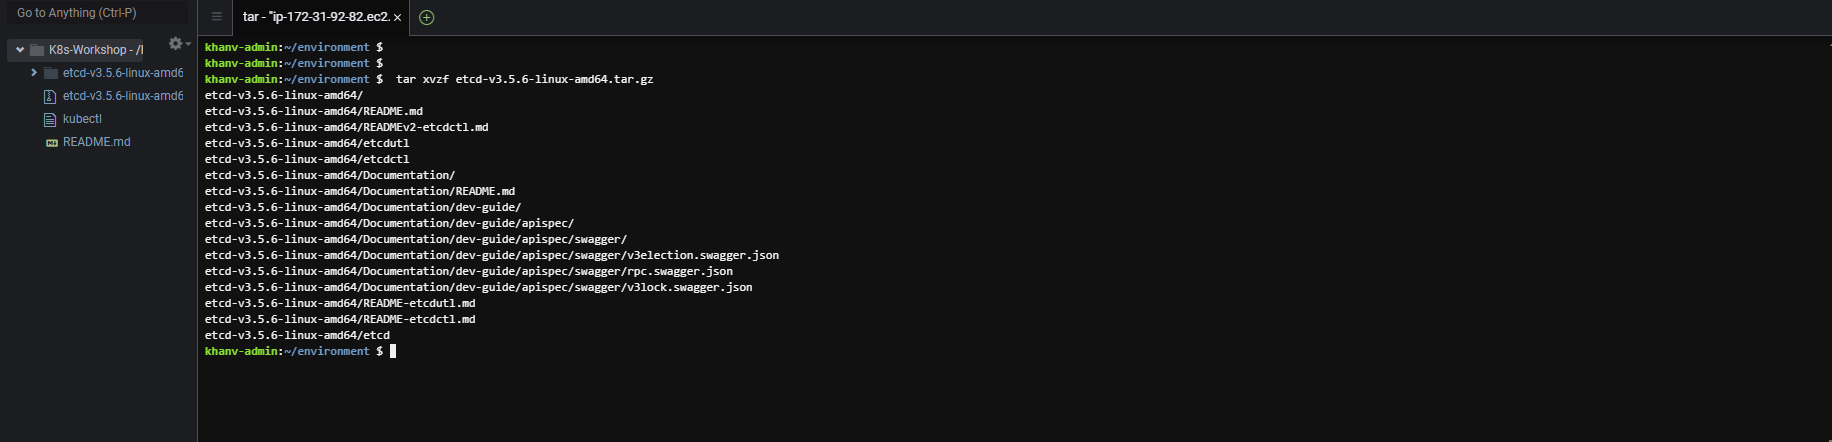 Go to Anything (Ctrl-P)
tar - "ip-172-31-92-82.ec2.
K8s-Workshop - /
etcd-v3.5.6-linux-amd6
etcd-v3.5.6-linux-amd6
kubectl
README.md
khanv-admin:~/environment $
khanv-admin:~/environment $
khanv-admin:~/environment $  tar xvzf etcd-v3.5.6-linux-amd64.tar.gz
etcd-v3.5.6-linux-amd64/
etcd-v3.5.6-linux-amd64/README.md
etcd-v3.5.6-linux-amd64/READMEv2-etcdctl.md
etcd-v3.5.6-linux-amd64/etcdutl
etcd-v3.5.6-linux-amd64/etcdctl
etcd-v3.5.6-linux-amd64/Documentation/
etcd-v3.5.6-linux-amd64/Documentation/README.md
etcd-v3.5.6-linux-amd64/Documentation/dev-guide/
etcd-v3.5.6-linux-amd64/Documentation/dev-guide/apispec/
etcd-v3.5.6-linux-amd64/Documentation/dev-guide/apispec/swagger/
etcd-v3.5.6-linux-amd64/Documentation/dev-guide/apispec/swagger/v3election.swagger.json
etcd-v3.5.6-linux-amd64/Documentation/dev-guide/apispec/swagger/rpc.swagger.json
etcd-v3.5.6-linux-amd64/Documentation/dev-guide/apispec/swagger/v3lock.swagger.json
etcd-v3.5.6-linux-amd64/README-etcdutl.md
etcd-v3.5.6-linux-amd64/README-etcdctl.md
etcd-v3.5.6-linux-amd64/etcd
khanv-admin:~/environment $